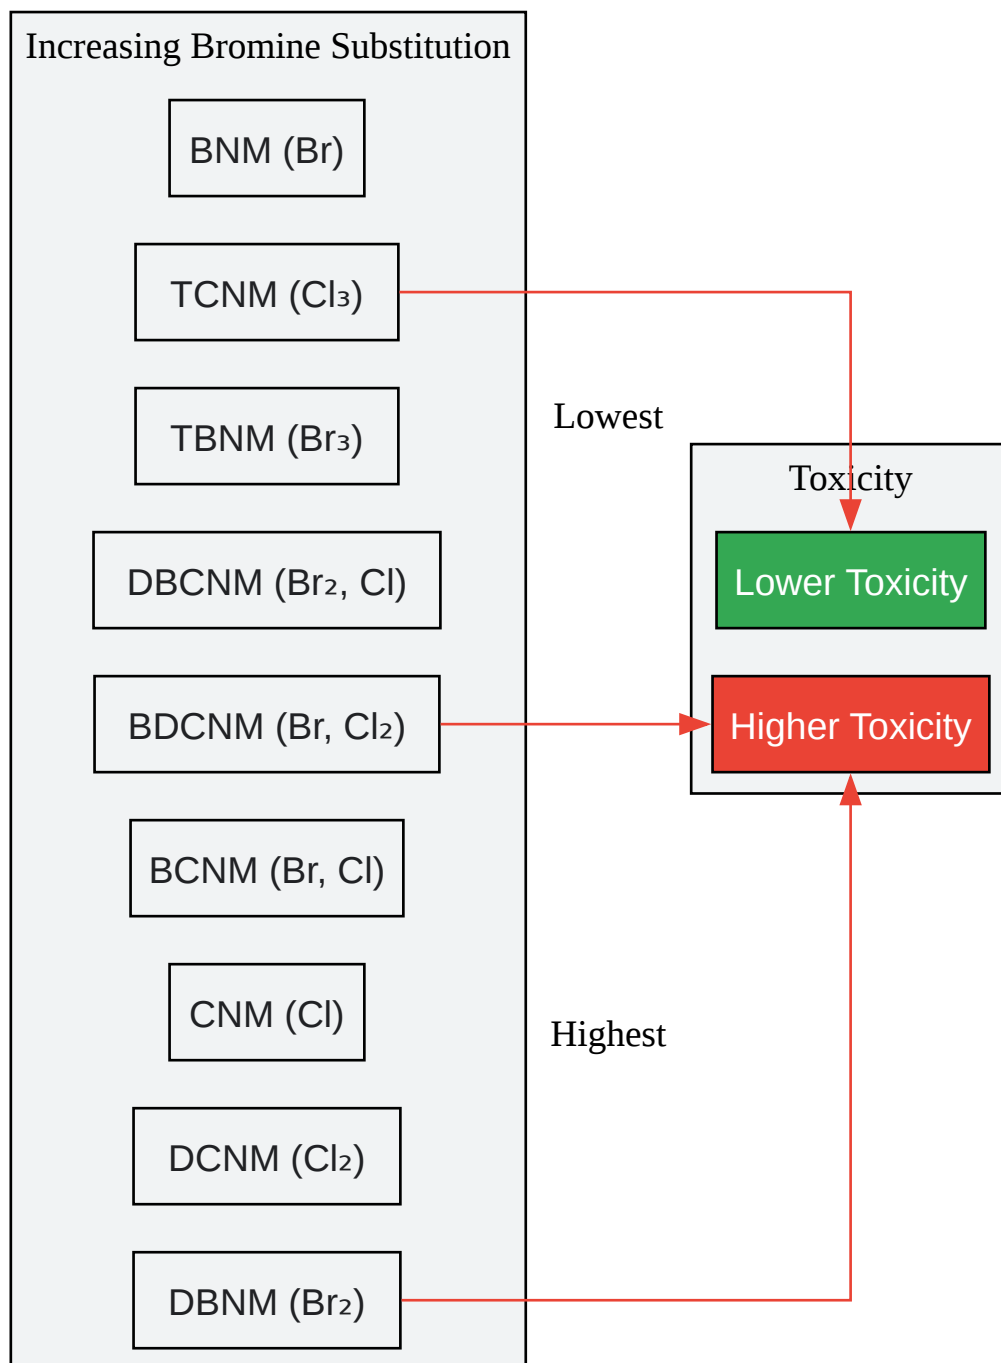 Increasing Bromine Substitution
BNM (Br)
TCNM (Cl₃)
TBNM (Br₃)
DBCNM (Br₂, Cl)
BDCNM (Br, Cl₂)
BCNM (Br, Cl)
CNM (Cl)
DCNM (Cl₂)
DBNM (Br₂)
Lowest
Highest
Toxicity
Lower Toxicity
Higher Toxicity